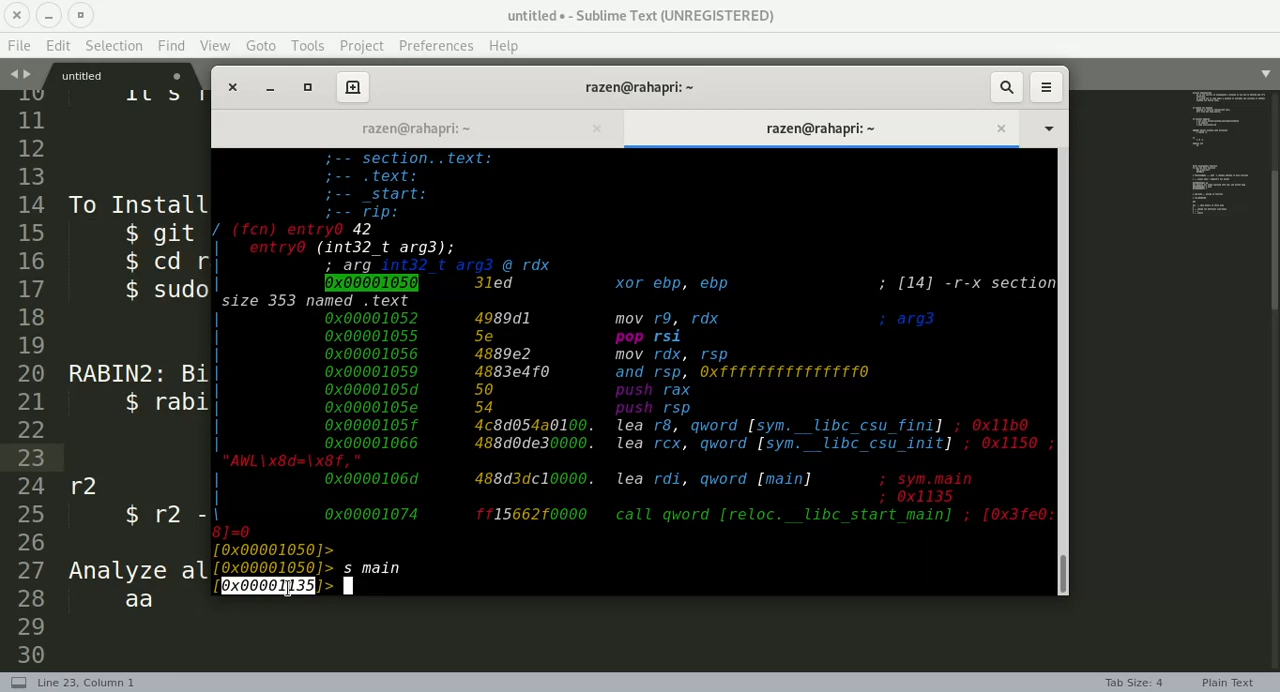 untitled • - Sublime Text (UNREGISTERED)
File Edit Selection Find View Goto Tools Project Preferences Help
untitled
razen@rahapri: ~
razen@rahapri: ~
razen@rahapri: ~
10 It's
11
12
13
14 To Install
15 $ git
16 $ cd r
17 $ sudo
18
19
20 RABIN2: Bi
21 $ rabi
22
23
24 r2
25 $ r2 -
26
27 Analyze al
28 aa
29
30
;-- section..text:
;-- .text:
;-- _start:
;-- rip:
/ (fcn) entry0 42
| entry0 (int32_t arg3);
| ; arg int32_t arg3 @ rdx
| 0x00001050 31ed xor ebp, ebp ; [14] -r-x section
size 353 named .text
| 0x00001052 4989d1 mov r9, rdx ; arg3
| 0x00001055 5e pop rsi
| 0x00001056 4889e2 mov rdx, rsp
| 0x00001059 4883e4f0 and rsp, 0xfffffffffffffff0
| 0x0000105d 50 push rax
| 0x0000105e 54 push rsp
| 0x0000105f 4c8d054a0100. lea r8, qword [sym.__libc_csu_fini] ; 0x11b0
| 0x00001066 488d0de30000. lea rcx, qword [sym.__libc_csu_init] ; 0x1150 ;
"AWL\x8d=\x8f,"
| 0x0000106d 488d3dc10000. lea rdi, qword [main] ; sym.main
| ; 0x1135
\ 0x00001074 ff15662f0000 call qword [reloc.__libc_start_main] ; [0x3fe0:
8]=0
[0x00001050]>
[0x00001050]> s main
[0x00001135]>
Line 23, Column 1
Tab Size: 4
Plain Text